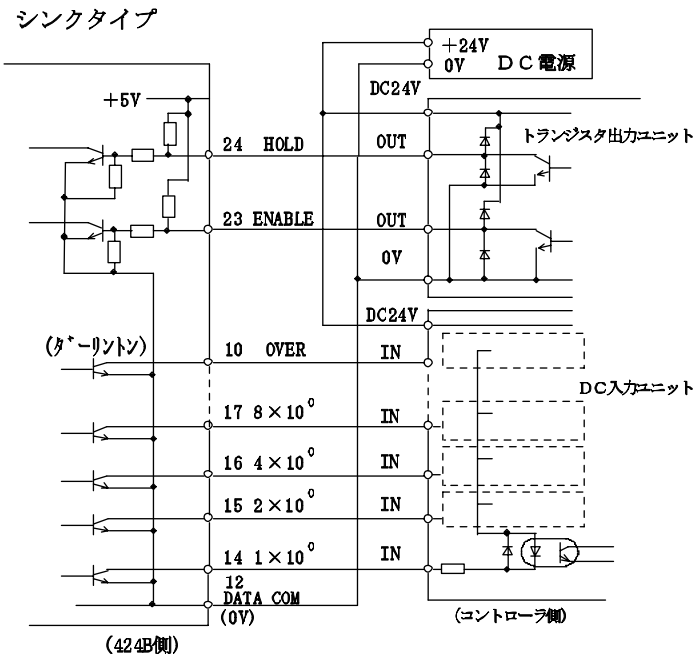 シンクタイプ
+24V
0V
DC電源
DC24V
+5V
トランジスタ出力ユニット
24 HOLD
OUT
23 ENABLE
OUT
0V
DC24V
(ダーリントン)
10 OVER
IN
DC入力ユニット
17 8×10⁰
IN
16 4×10⁰
IN
15 2×10⁰
IN
14 1×10⁰
IN
12
DATA COM
(0V)
(コントローラ側)
(424B側)